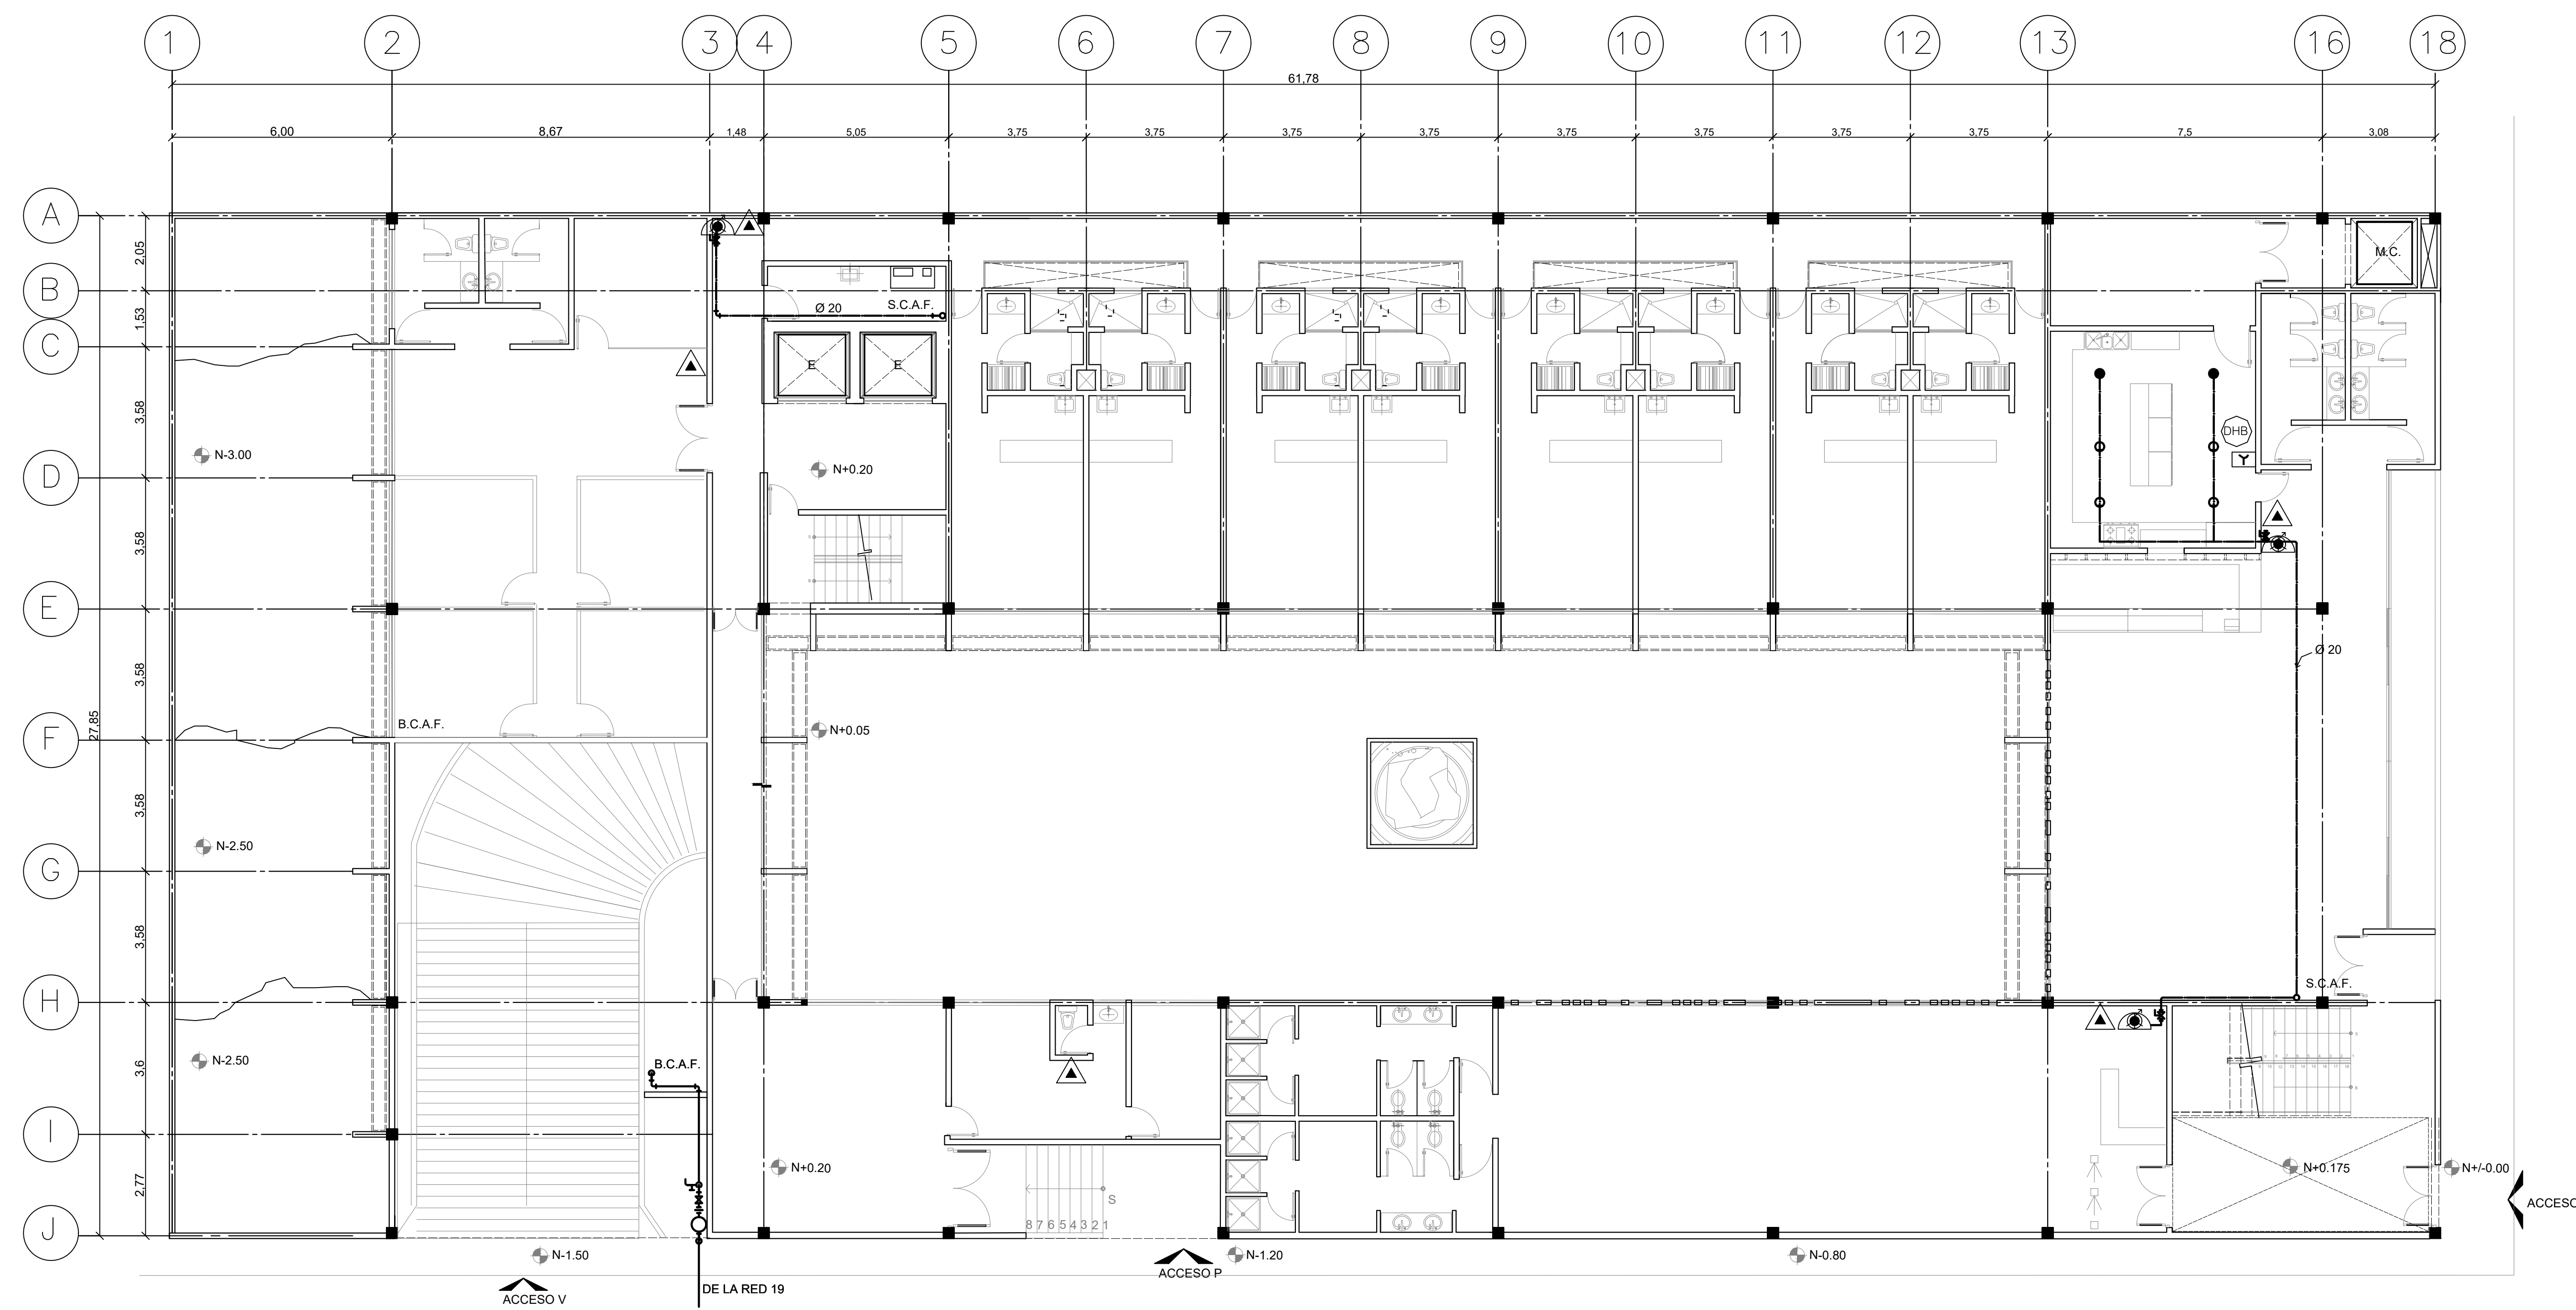 1 2 3 4 5 6 7 8 9 10 11 12 13 16 18
61,78
6,00 8,67 1,48 5,05 3,75 3,75 3,75 3,75 3,75 3,75 3,75 3,75 7,5 3,08
A
2,05
M.C.
B
1,53
Ø 20
S.C.A.F.
C
E
E
3,58
DHB
Y
N-3.00
N+0.20
D
3,58
E
3,58
Ø 20
27,85
B.C.A.F.
N+0.05
F
3,58
N-2.50
G
3,58
S.C.A.F.
H
3,6
N-2.50
B.C.A.F.
I
2,77
N+0.20
S
8 7 6 5 4 3 2 1
N+0.175
N+/-0.00
ACCESO
J
N-1.50
N-1.20
N-0.80
ACCESO P
DE LA RED 19
ACCESO V